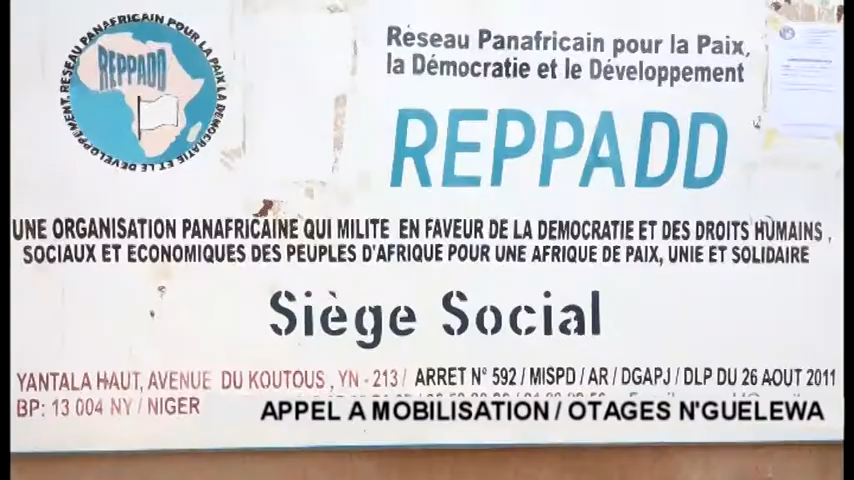 RESEAU PANAFRICAIN POUR LA PAIX LA DÉMOCRATIE ET LE DÉVELOPPEMENT,
REPPADD
Réseau Panafricain pour la Paix,
la Démocratie et le Développement
REPPADD
UNE ORGANISATION PANAFRICAINE QUI MILITE EN FAVEUR DE LA DEMOCRATIE ET DES DROITS HUMAINS,
SOCIAUX ET ECONOMIQUES DES PEUPLES D'AFRIQUE POUR UNE AFRIQUE DE PAIX, UNIE ET SOLIDAIRE
Siège Social
YANTALA HAUT, AVENUE DU KOUTOUS, YN - 213 / ARRET N° 592 / MISPD / AR / DGAPJ / DLP DU 26 AOUT 2011
BP: 13 004 NY / NIGER
APPEL A MOBILISATION / OTAGES N'GUELEWA